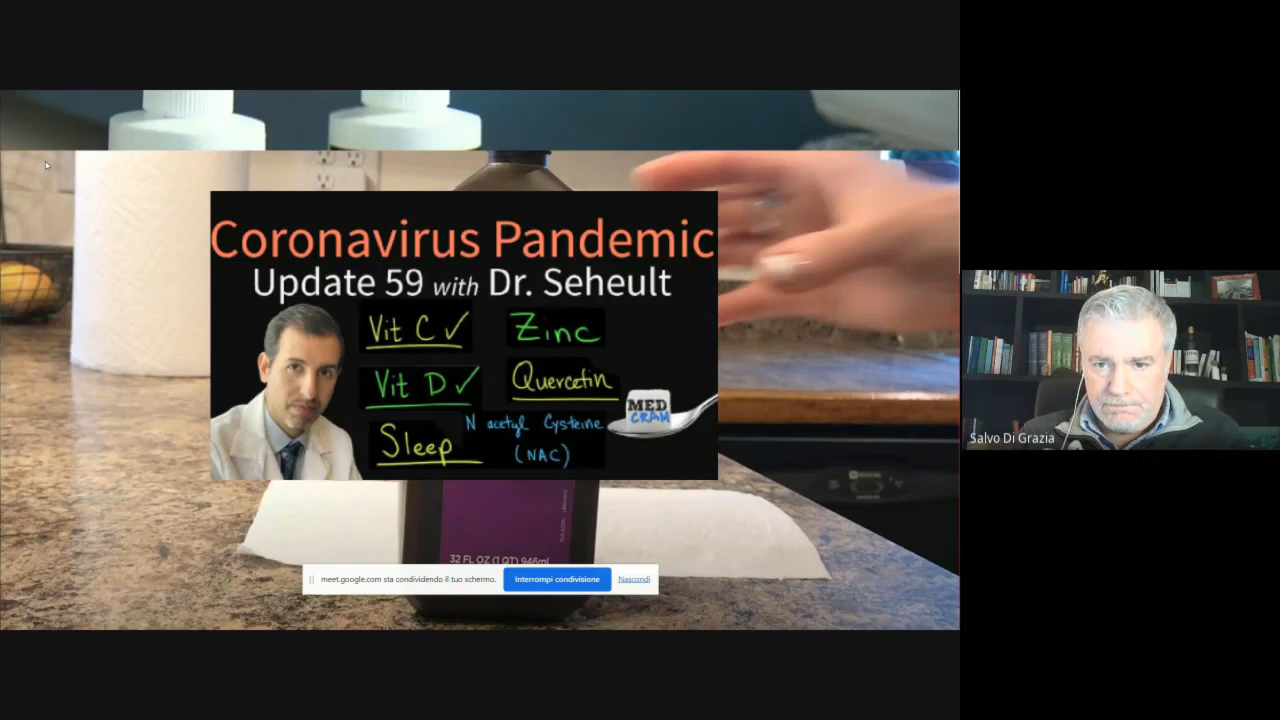 Coronavirus Pandemic
Update 59 with Dr. Seheult
Vit C ✓
Zinc
Vit D ✓
Quercetin
Sleep
N acetyl Cysteine
(NAC)
MED
CRAM
32 FL OZ (1 QT) 946mL
meet.google.com sta condividendo il tuo schermo.
Interrompi condivisione
Nascondi
Salvo Di Grazia